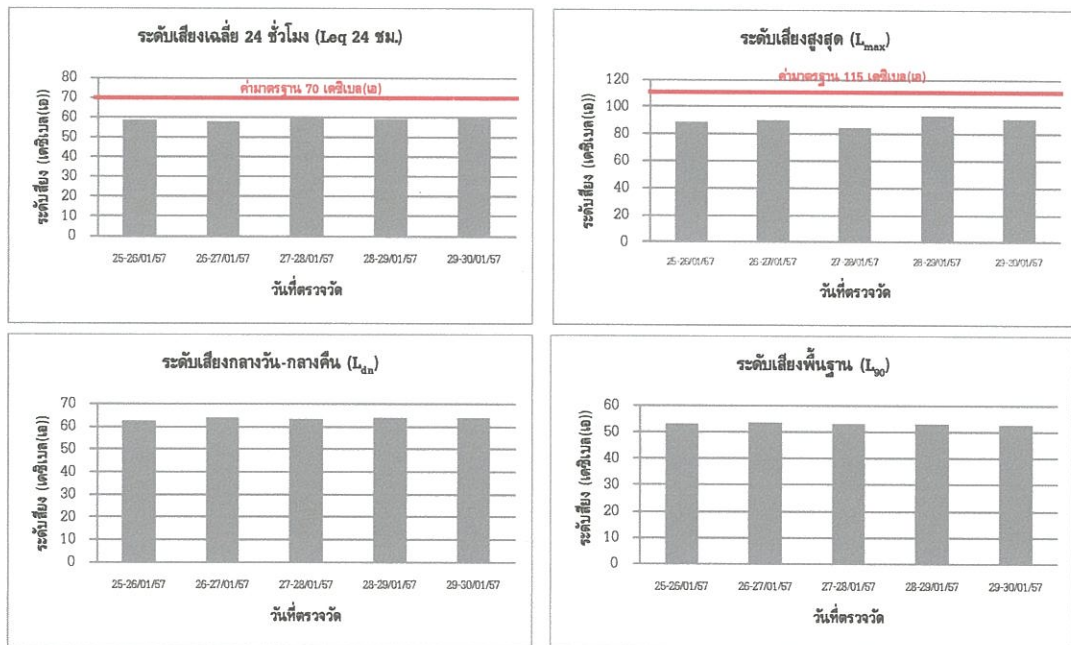 ระดับเสียงเฉลี่ย 24 ชั่วโมง (Leq 24 ชม.)
ค่ามาตรฐาน 70 เดซิเบล(เอ)
ระดับสียง (เดซิเบล(เอ))
80
70
60
50
40
30
20
10
0
25-26/01/57 26-27/01/57 27-28/01/57 28-29/01/57 29-30/01/57
วันที่ตรวจวัด
ระดับเสียงสูงสุด (Lmax)
ค่ามาตรฐาน 115 เดซิเบล(เอ)
ระดับสียง (เดซิเบล(เอ))
120
100
80
60
40
20
0
25-26/01/57 26-27/01/57 27-28/01/57 28-29/01/57 29-30/01/57
วันที่ตรวจวัด
ระดับเสียงกลางวัน-กลางคืน (Ldn)
ระดับสียง (เดซิเบล(เอ))
70
60
50
40
30
20
10
0
25-26/01/57 26-27/01/57 27-28/01/57 28-29/01/57 29-30/01/57
วันที่ตรวจวัด
ระดับเสียงพื้นฐาน (L90)
ระดับสียง (เดซิเบล(เอ))
60
50
40
30
20
10
0
25-26/01/57 26-27/01/57 27-28/01/57 28-29/01/57 29-30/01/57
วันที่ตรวจวัด